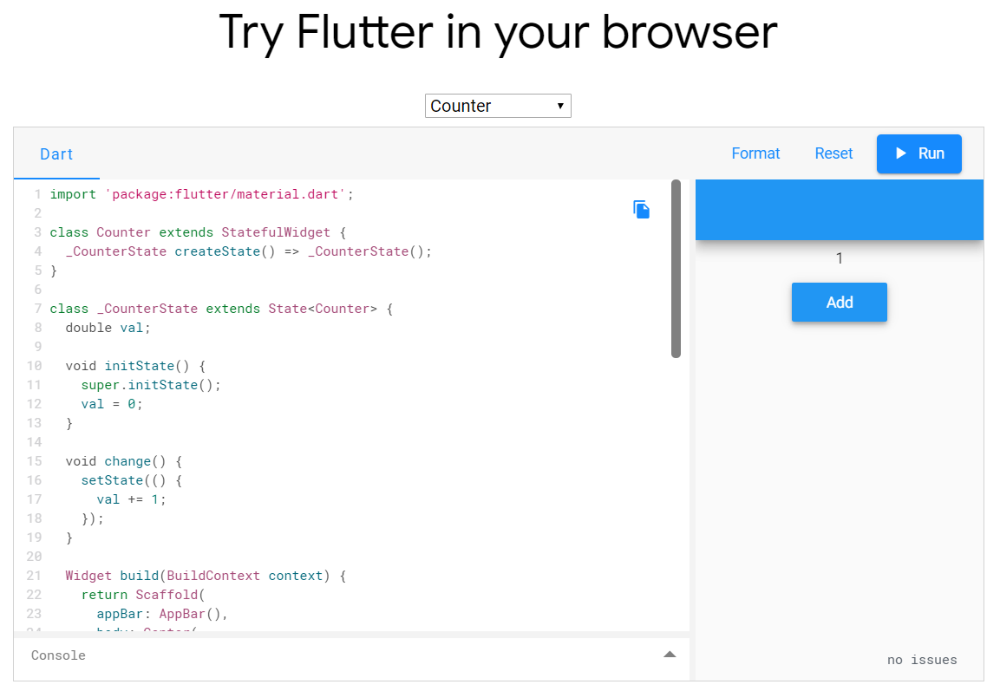 Try Flutter in your browser
Counter
Dart
Format Reset Run
1 import 'package:flutter/material.dart';
2
3 class Counter extends StatefulWidget {
4   _CounterState createState() => _CounterState();
5 }
6
7 class _CounterState extends State<Counter> {
8   double val;
9
10   void initState() {
11     super.initState();
12     val = 0;
13   }
14
15   void change() {
16     setState(() {
17       val += 1;
18     });
19   }
20
21   Widget build(BuildContext context) {
22     return Scaffold(
23       appBar: AppBar(),
24       body: Center(
Console
1
Add
no issues